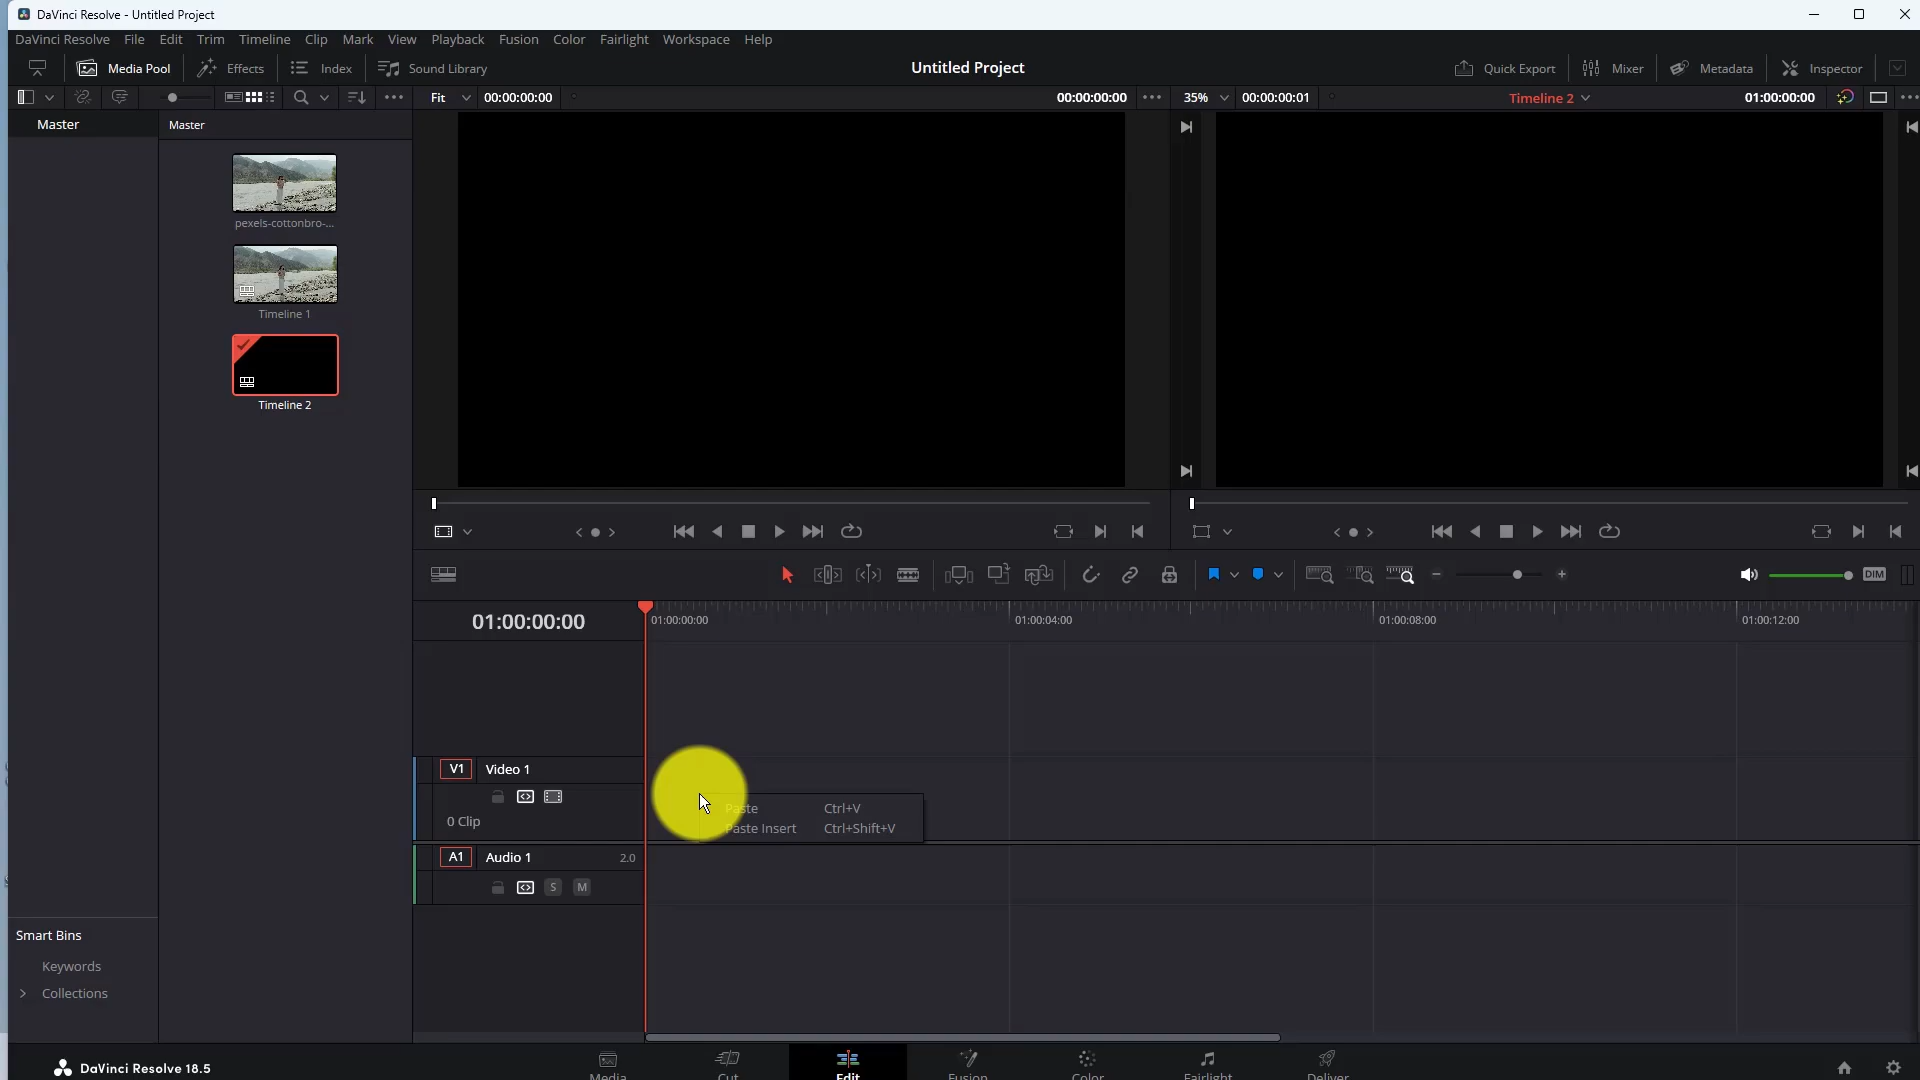 DaVinci Resolve - Untitled Project
DaVinci Resolve File Edit Trim Timeline Clip Mark View Playback Fusion Color Fairlight Workspace Help
Media Pool Effects Index Sound Library Untitled Project Quick Export Mixer Metadata Inspector
Fit 00:00:00:00 00:00:00:00 35% 00:00:00:01 Timeline 2 01:00:00:00
Master Master
pexels-cottonbro-...
Timeline 1
Timeline 2
DIM
01:00:00:00 01:00:00:00 01:00:04:00 01:00:08:00 01:00:12:00
V1 Video 1
0 Clip
Paste Ctrl+V
Paste Insert Ctrl+Shift+V
A1 Audio 1 2.0
S M
Smart Bins
Keywords
Collections
DaVinci Resolve 18.5 Media Cut Edit Fusion Color Fairlight Deliver